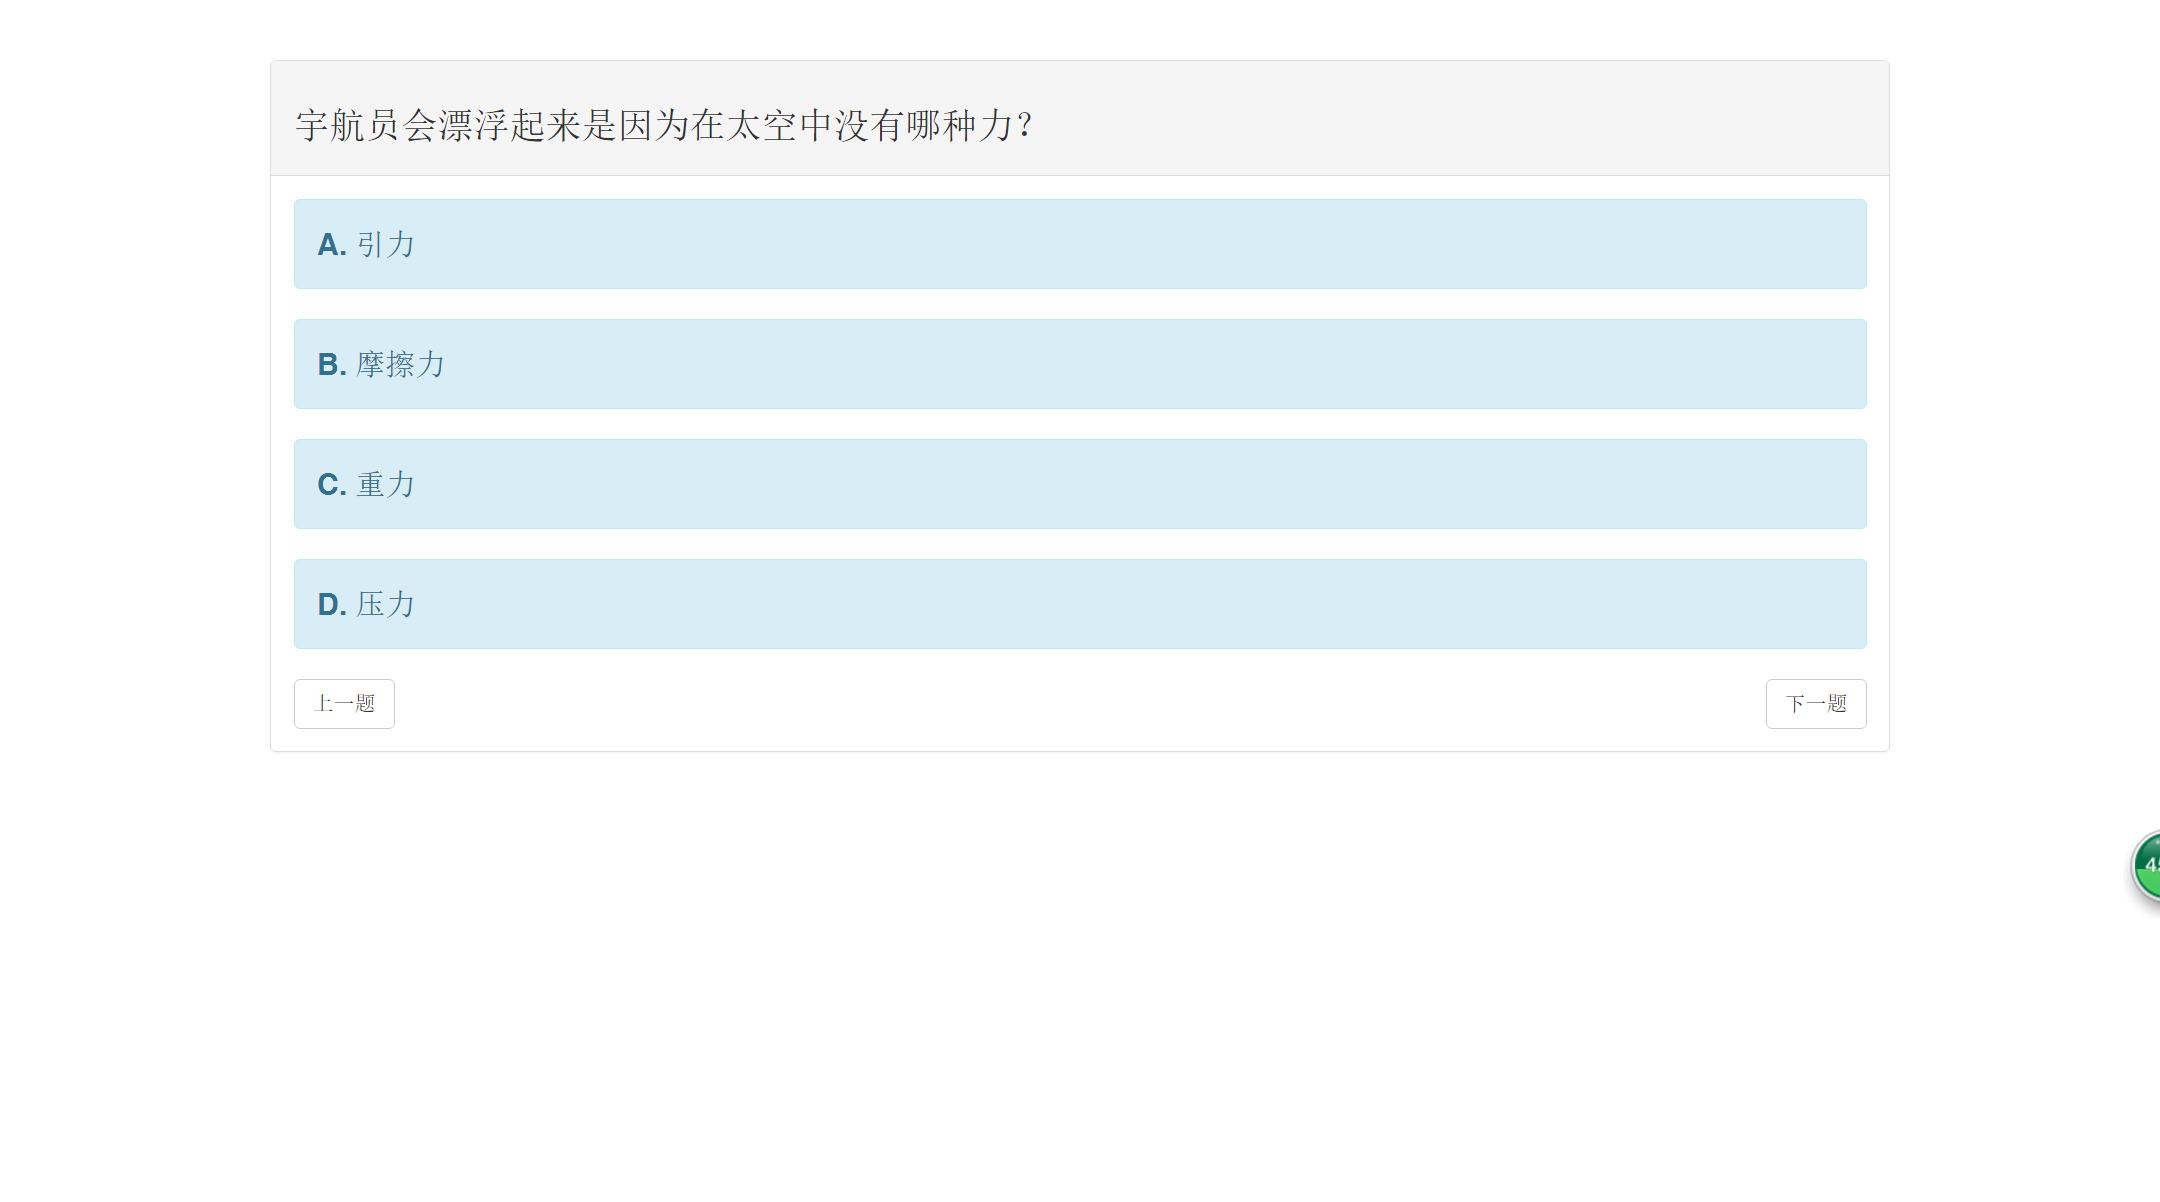 宇航员会漂浮起来是因为在太空中没有哪种力?
A. 引力
B. 摩擦力
C. 重力
D. 压力
上一题
下一题